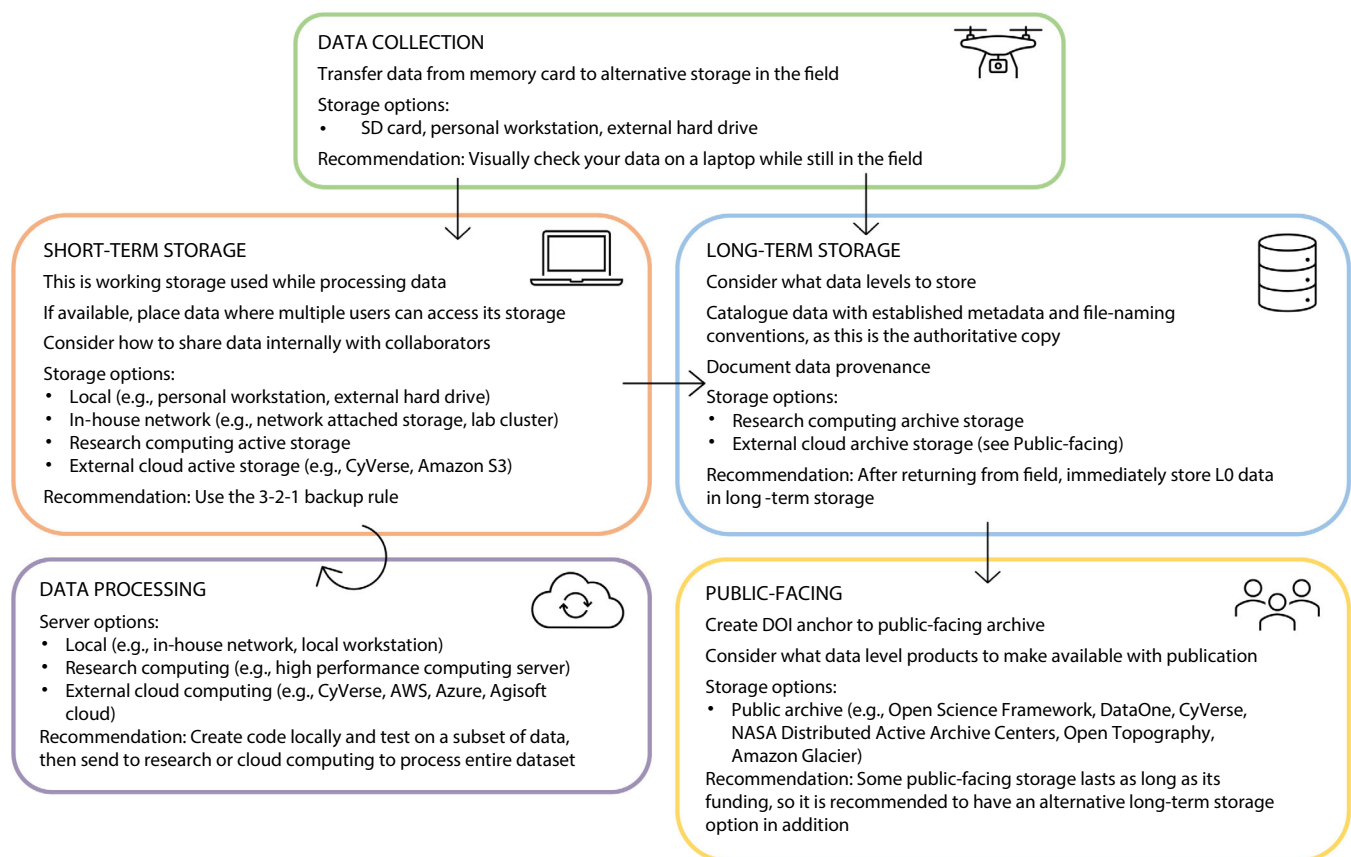 DATA COLLECTION
Transfer data from memory card to alternative storage in the field
Storage options:
• SD card, personal workstation, external hard drive
Recommendation: Visually check your data on a laptop while still in the field
SHORT-TERM STORAGE
This is working storage used while processing data
If available, place data where multiple users can access its storage
Consider how to share data internally with collaborators
Storage options:
• Local (e.g., personal workstation, external hard drive)
• In-house network (e.g., network attached storage, lab cluster)
• Research computing active storage
• External cloud active storage (e.g., CyVerse, Amazon S3)
Recommendation: Use the 3-2-1 backup rule
LONG-TERM STORAGE
Consider what data levels to store
Catalogue data with established metadata and file-naming
conventions, as this is the authoritative copy
Document data provenance
Storage options:
• Research computing archive storage
• External cloud archive storage (see Public-facing)
Recommendation: After returning from field, immediately store L0 data
in long -term storage
DATA PROCESSING
Server options:
• Local (e.g., in-house network, local workstation)
• Research computing (e.g., high performance computing server)
• External cloud computing (e.g., CyVerse, AWS, Azure, Agisoft
cloud)
Recommendation: Create code locally and test on a subset of data,
then send to research or cloud computing to process entire dataset
PUBLIC-FACING
Create DOI anchor to public-facing archive
Consider what data level products to make available with publication
Storage options:
• Public archive (e.g., Open Science Framework, DataOne, CyVerse,
NASA Distributed Active Archive Centers, Open Topography,
Amazon Glacier)
Recommendation: Some public-facing storage lasts as long as its
funding, so it is recommended to have an alternative long-term storage
option in addition